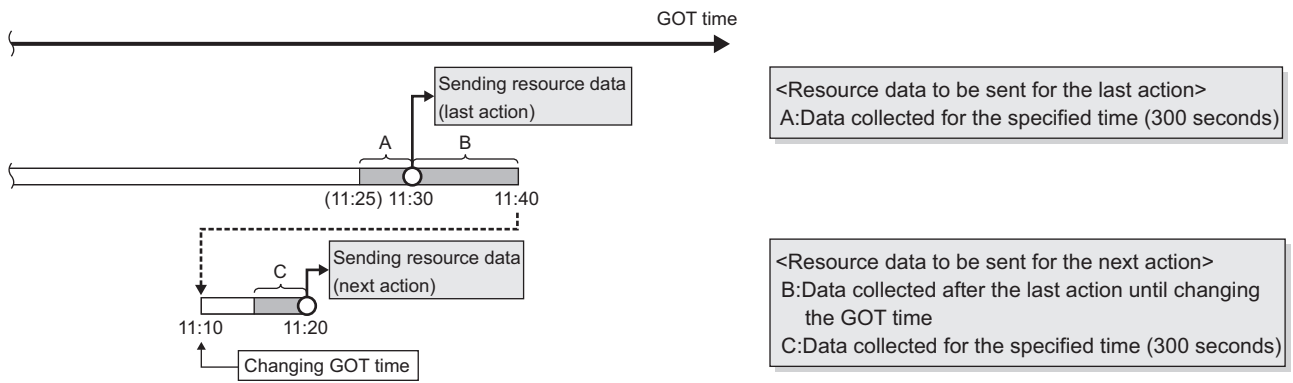 GOT time
Sending resource data
(last action)
A
B
(11:25)
11:30
11:40
<Resource data to be sent for the last action>
A:Data collected for the specified time (300 seconds)
C
Sending resource data
(next action)
11:10
11:20
Changing GOT time
<Resource data to be sent for the next action>
B:Data collected after the last action until changing
the GOT time
C:Data collected for the specified time (300 seconds)